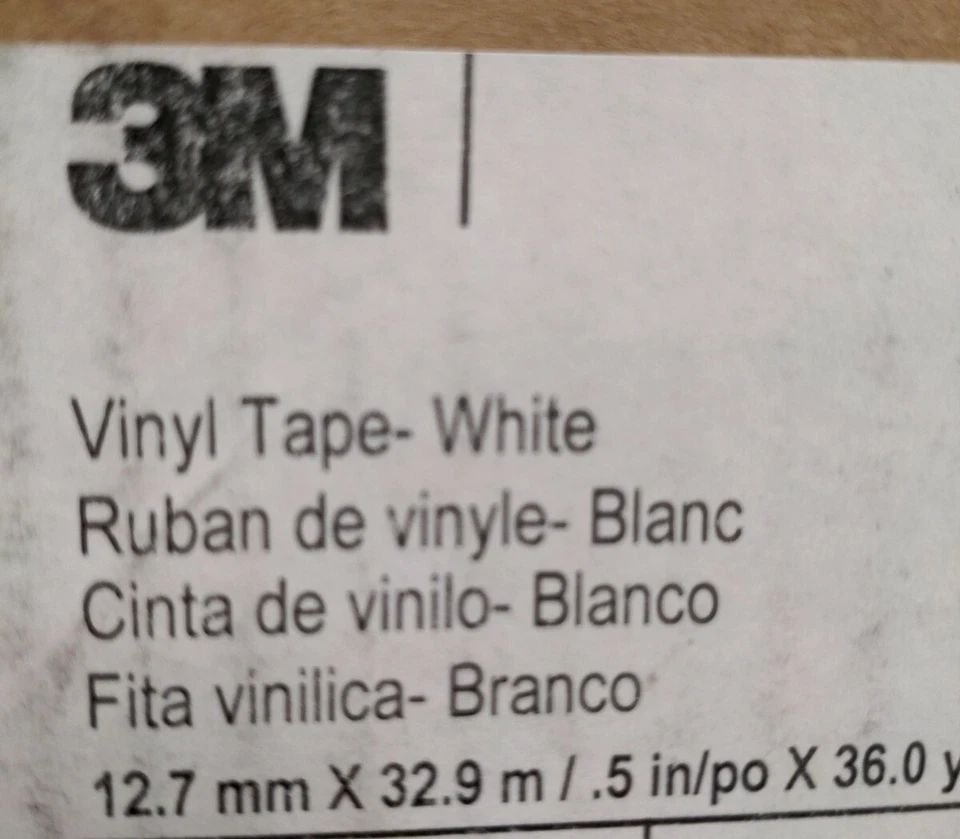 3M
Vinyl Tape- White
Ruban de vinyle- Blanc
Cinta de vinilo- Blanco
Fita vinilica- Branco
12.7 mm X 32.9 m / .5 in/po X 36.0 y